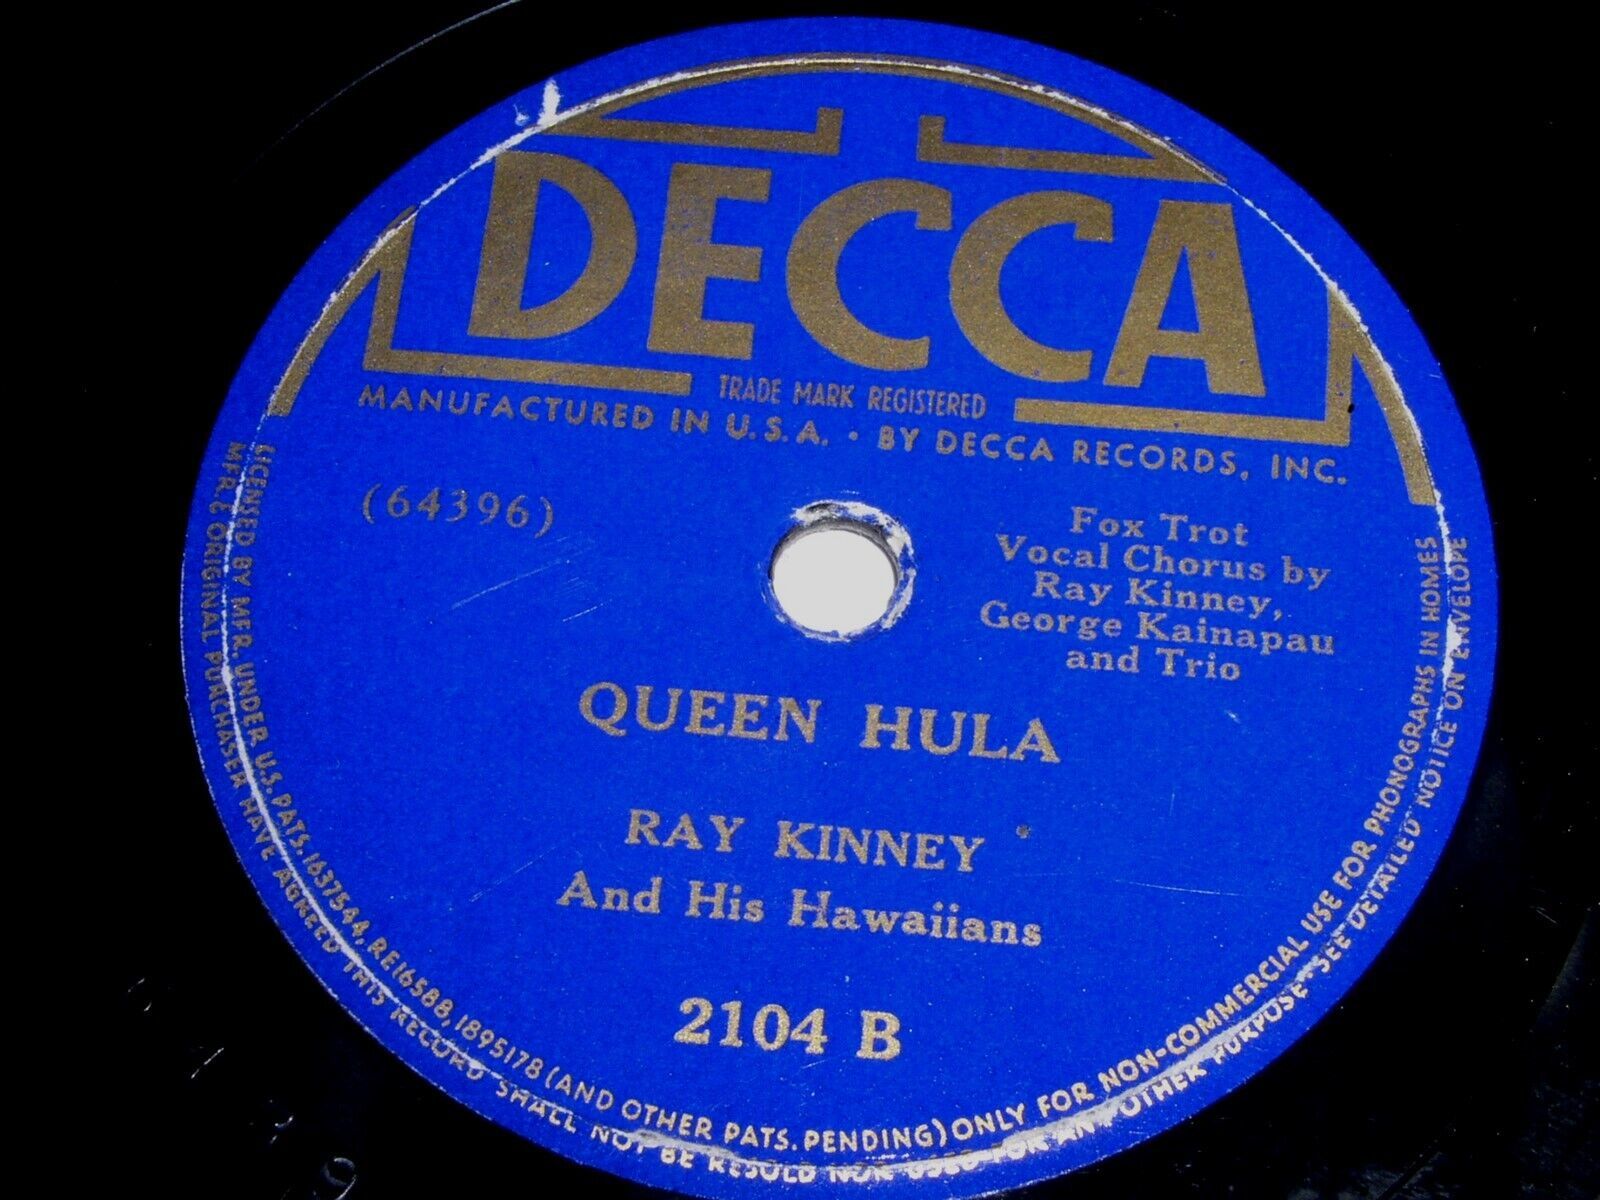 DECCA
TRADE MARK REGISTERED
MANUFACTURED IN U.S.A. • BY DECCA RECORDS, INC.
(64396)
Fox Trot
Vocal Chorus by
Ray Kinney,
George Kainapau
and Trio
QUEEN HULA
RAY KINNEY
And His Hawaiians
2104 B
LICENSED BY MFR. UNDER U.S. PATS. 1637544, RE16588, 1895178 (AND OTHER PATS. PENDING) ONLY FOR NON-COMMERCIAL USE FOR PHONOGRAPHS IN HOMES
MFR. & ORIGINAL PURCHASER HAVE AGREED THIS RECORD SHALL NOT BE RESOLD NOR USED FOR ANY OTHER PURPOSE SEE DETAILED NOTICE ON ENVELOPE